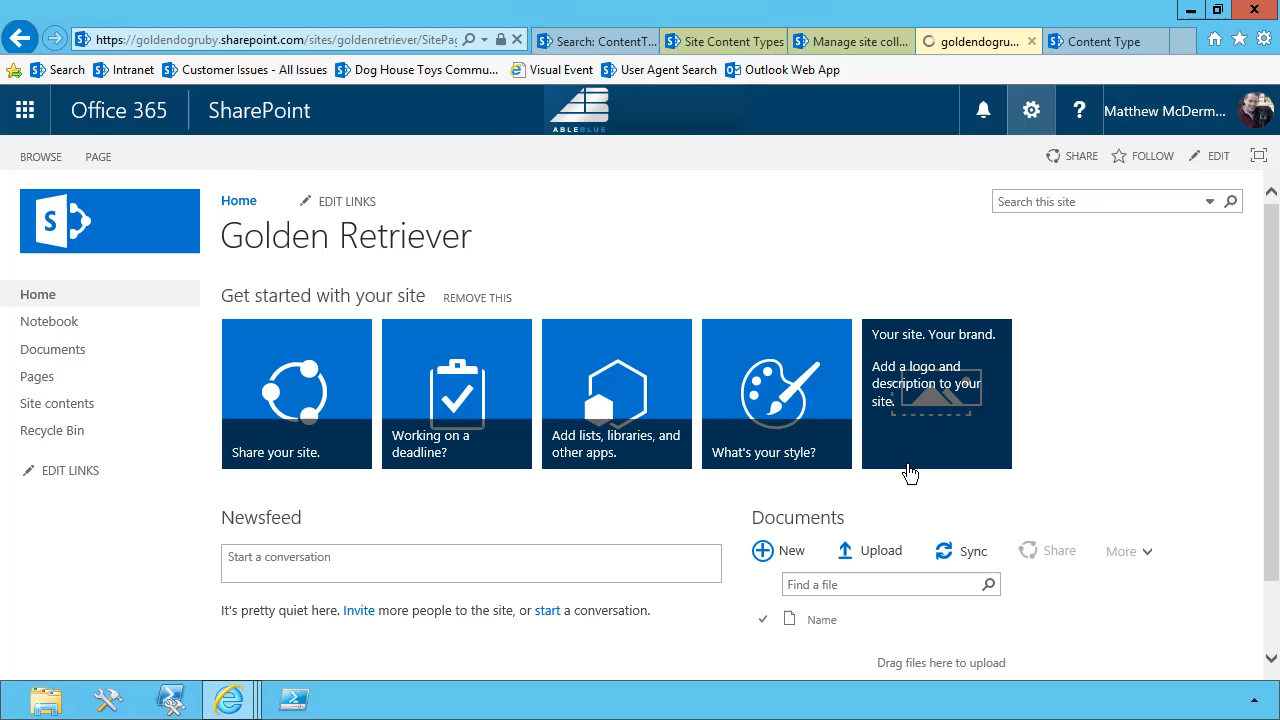 https://goldendogruby.sharepoint.com/sites/goldenretriever/SitePag
Search: ContentT...
Site Content Types
Manage site coll...
goldendogru...
Content Type
Search
Intranet
Customer Issues - All Issues
Dog House Toys Commu...
Visual Event
User Agent Search
Outlook Web App
Office 365
SharePoint
ABLEBLUE
?
Matthew McDerm...
BROWSE
PAGE
SHARE
FOLLOW
EDIT
S
Home
EDIT LINKS
Search this site
Golden Retriever
Home
Notebook
Documents
Pages
Site contents
Recycle Bin
EDIT LINKS
Get started with your site
REMOVE THIS
Share your site.
Working on a
deadline?
Add lists, libraries, and
other apps.
What's your style?
Your site. Your brand.
Add a logo and
description to your
site.
Newsfeed
Start a conversation
It's pretty quiet here. Invite more people to the site, or start a conversation.
Documents
New
Upload
Sync
Share
More
Find a file
Name
Drag files here to upload